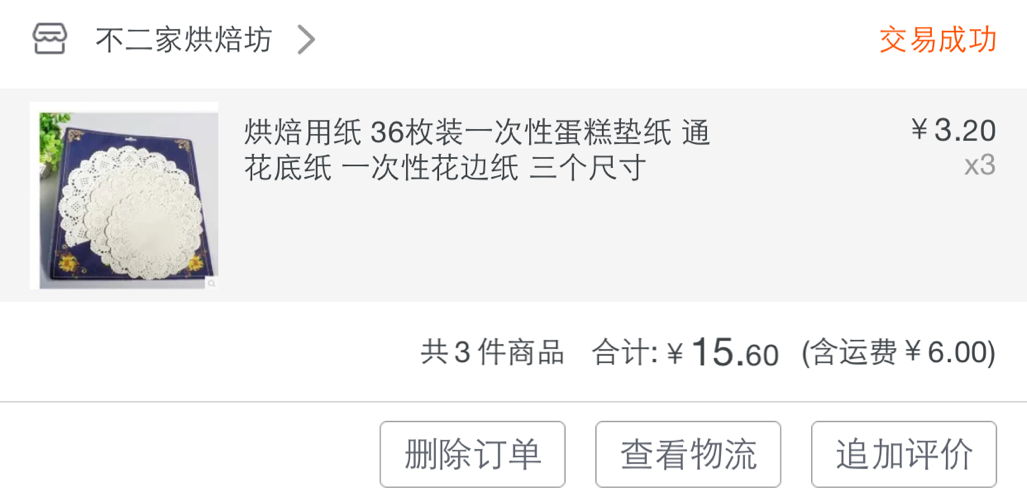 不二家烘焙坊
交易成功
烘焙用纸 36枚装一次性蛋糕垫纸 通
¥3.20
花底纸 一次性花边纸 三个尺寸
x3
共3件商品 合计:¥15.60 (含运费¥6.00)
删除订单 查看物流 追加评价